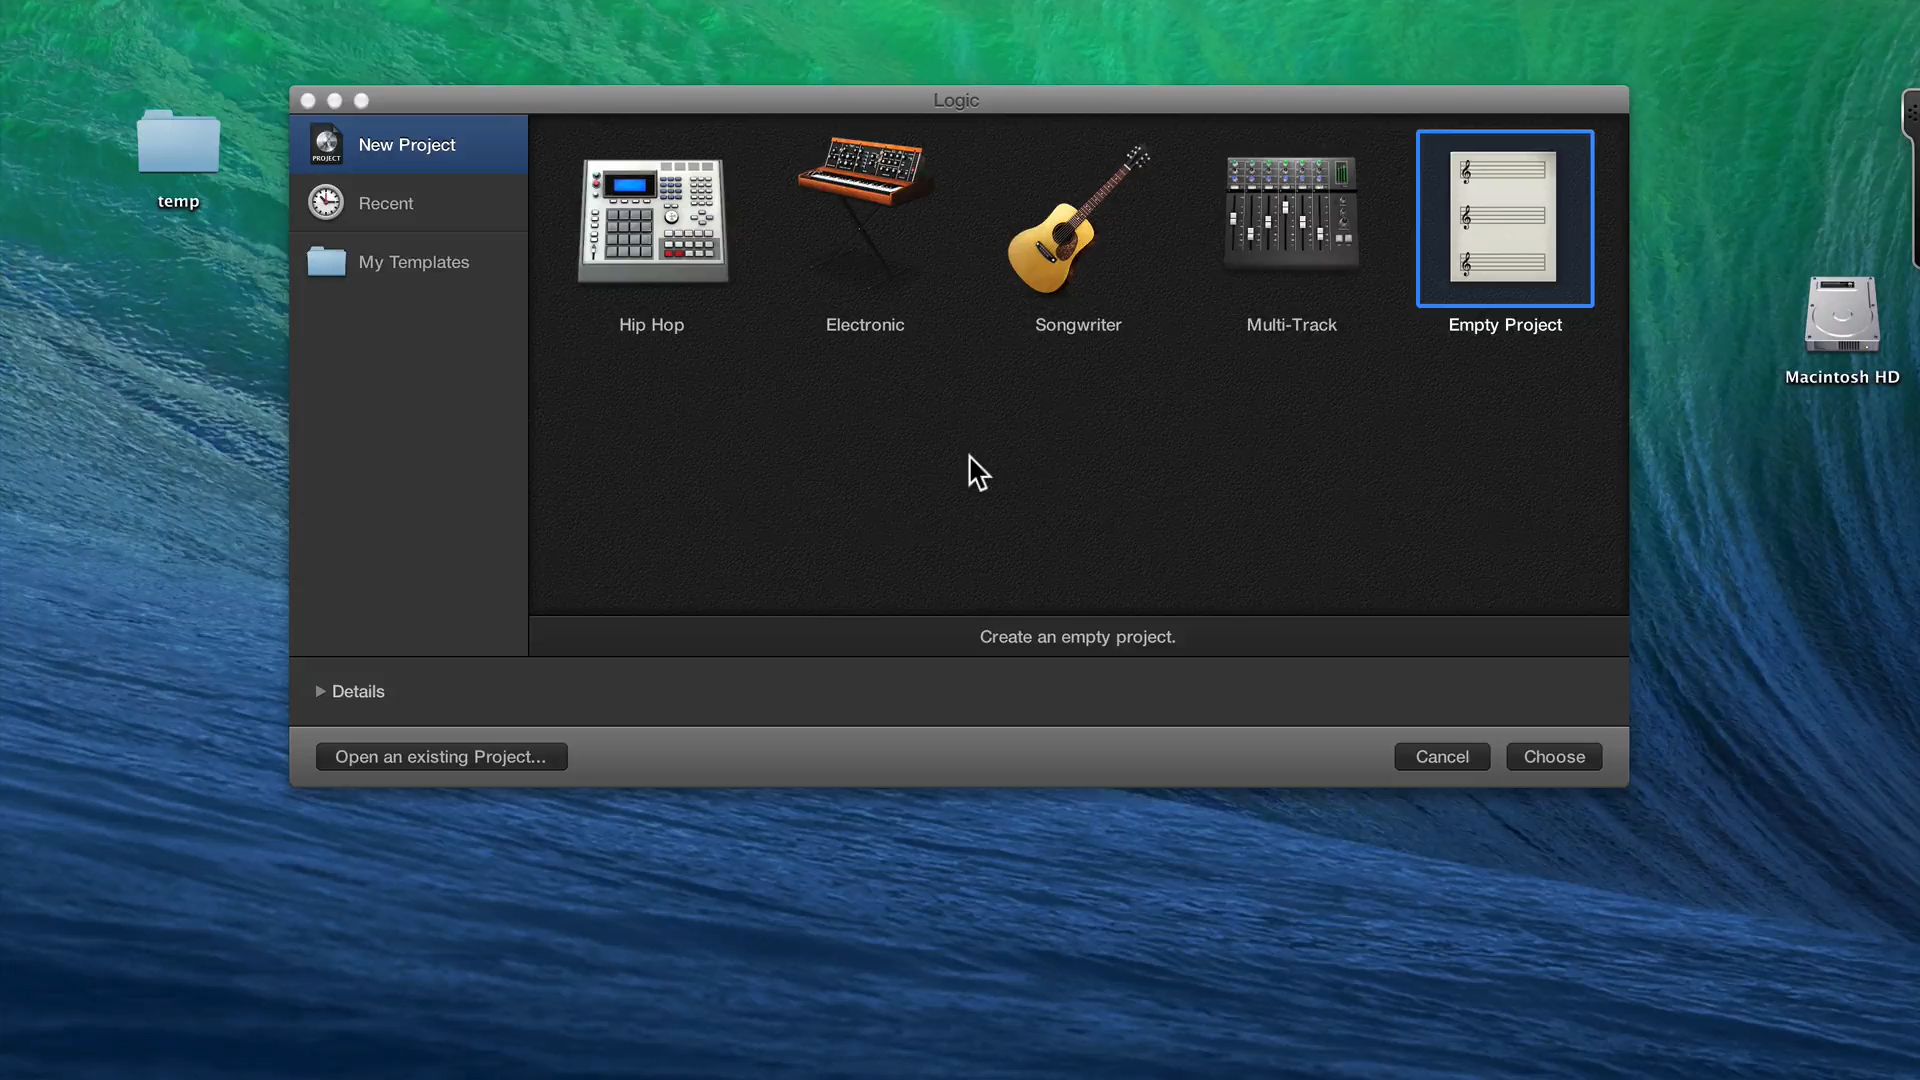 Logic
temp
PROJECT
New Project
Recent
My Templates
Hip Hop
Electronic
Songwriter
Multi-Track
Empty Project
Macintosh HD
Create an empty project.
Details
Open an existing Project...
Cancel
Choose